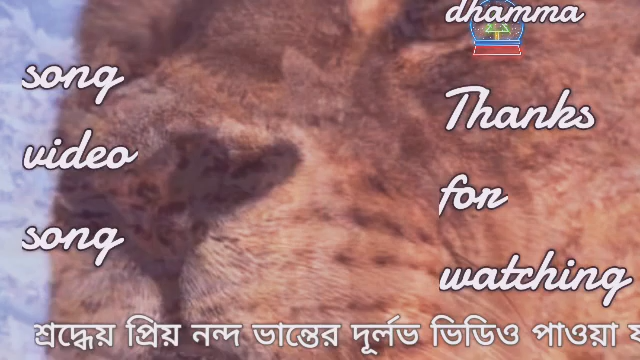 song
video
song
dhamma
Thanks
for
watching
শ্রদ্ধেয় প্রিয় নন্দ ভান্তের দূর্লভ ভিডিও পাওয়া